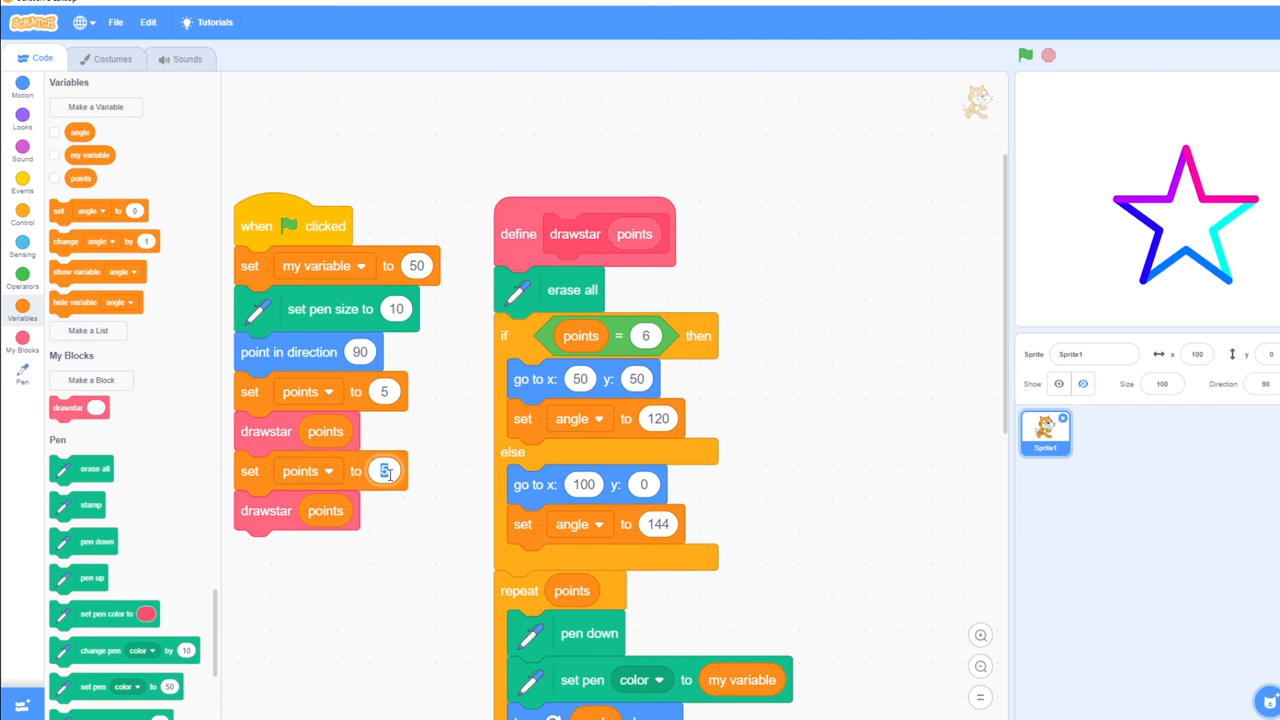 SCRATCH
File
Edit
Tutorials
Code
Costumes
Sounds
Motion
Looks
Sound
Events
Control
Sensing
Operators
Variables
My Blocks
Pen
Variables
Make a Variable
angle
my variable
points
set angle to 0
change angle by 1
show variable angle
hide variable angle
Make a List
My Blocks
Make a Block
drawstar
Pen
erase all
stamp
pen down
pen up
set pen color to
change pen color by 10
set pen color to 50
when clicked
set my variable to 50
set pen size to 10
point in direction 90
set points to 5
drawstar points
set points to 5
drawstar points
define drawstar points
erase all
if points = 6 then
go to x: 50 y: 50
set angle to 120
else
go to x: 100 y: 0
set angle to 144
repeat points
pen down
set pen color to my variable
Sprite Sprite1 x 100 y 0
Show Size 100 Direction 90
Sprite1